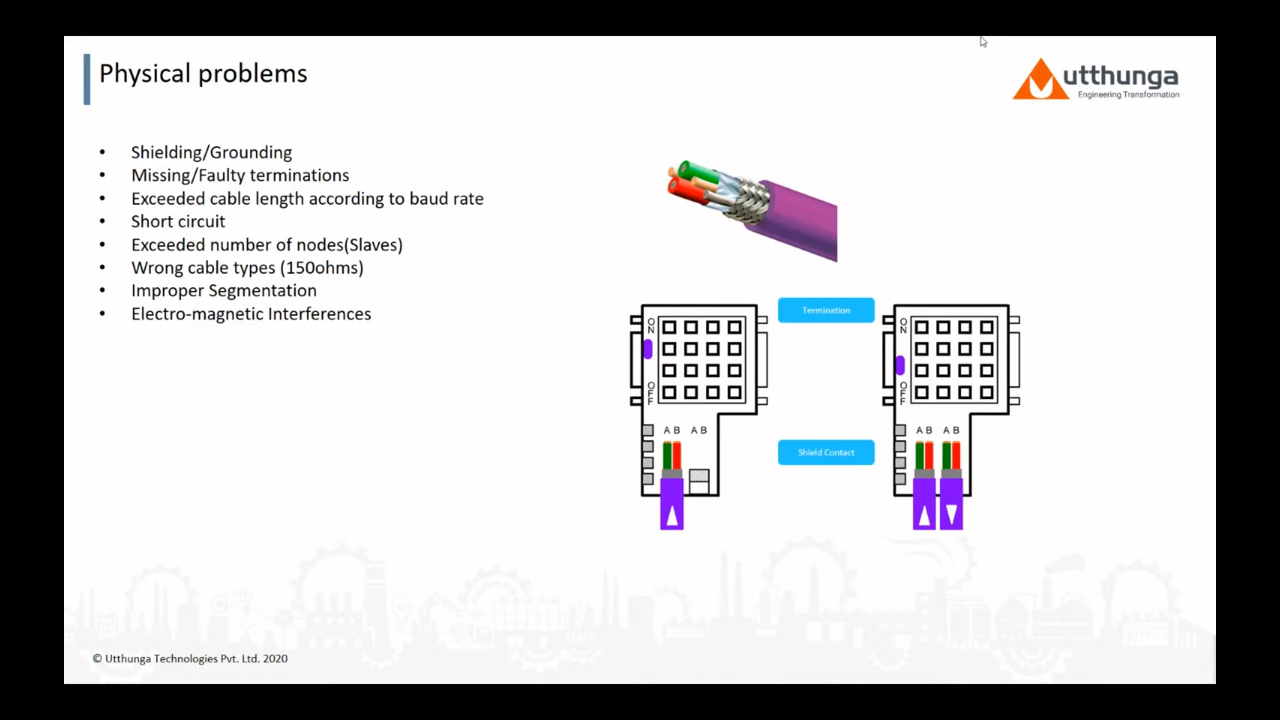 Physical problems
utthunga
Engineering Transformation
• Shielding/Grounding
• Missing/Faulty terminations
• Exceeded cable length according to baud rate
• Short circuit
• Exceeded number of nodes(Slaves)
• Wrong cable types (150ohms)
• Improper Segmentation
• Electro-magnetic Interferences
Termination
ON
OFF
A B A B
ON
OFF
A B A B
Shield Contact
© Utthunga Technologies Pvt. Ltd. 2020